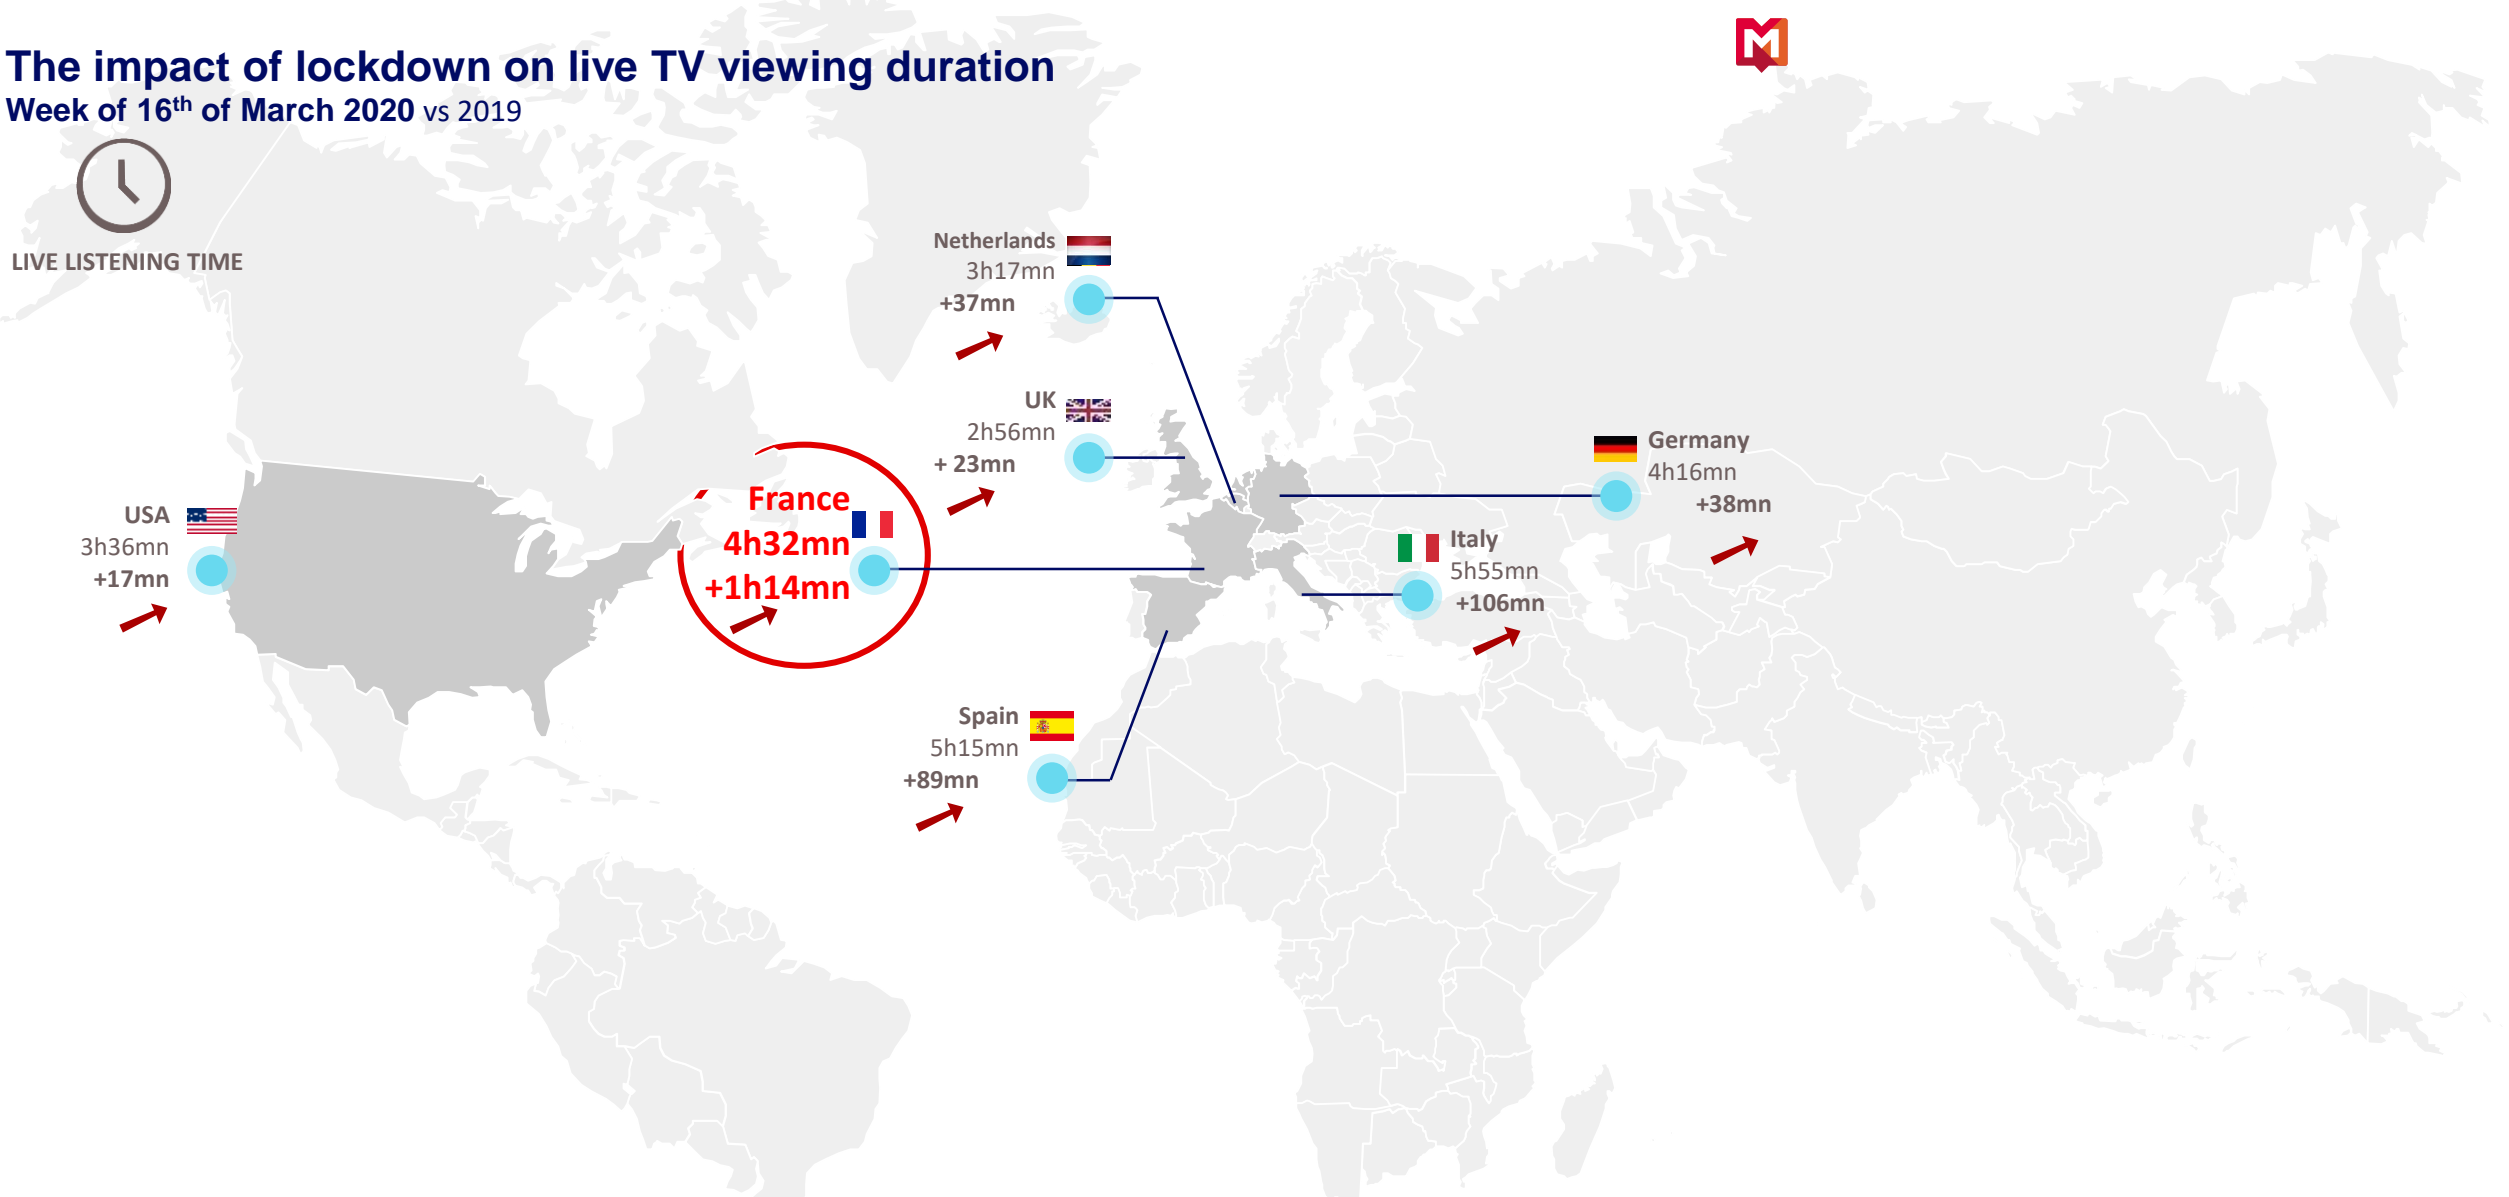 The impact of lockdown on live TV viewing duration
Week of 16th of March 2020 vs 2019
LIVE LISTENING TIME
Netherlands
3h17mn
+37mn
UK
2h56mn
+ 23mn
Germany
4h16mn
+38mn
USA
3h36mn
+17mn
France
4h32mn
+1h14mn
Italy
5h55mn
+106mn
Spain
5h15mn
+89mn